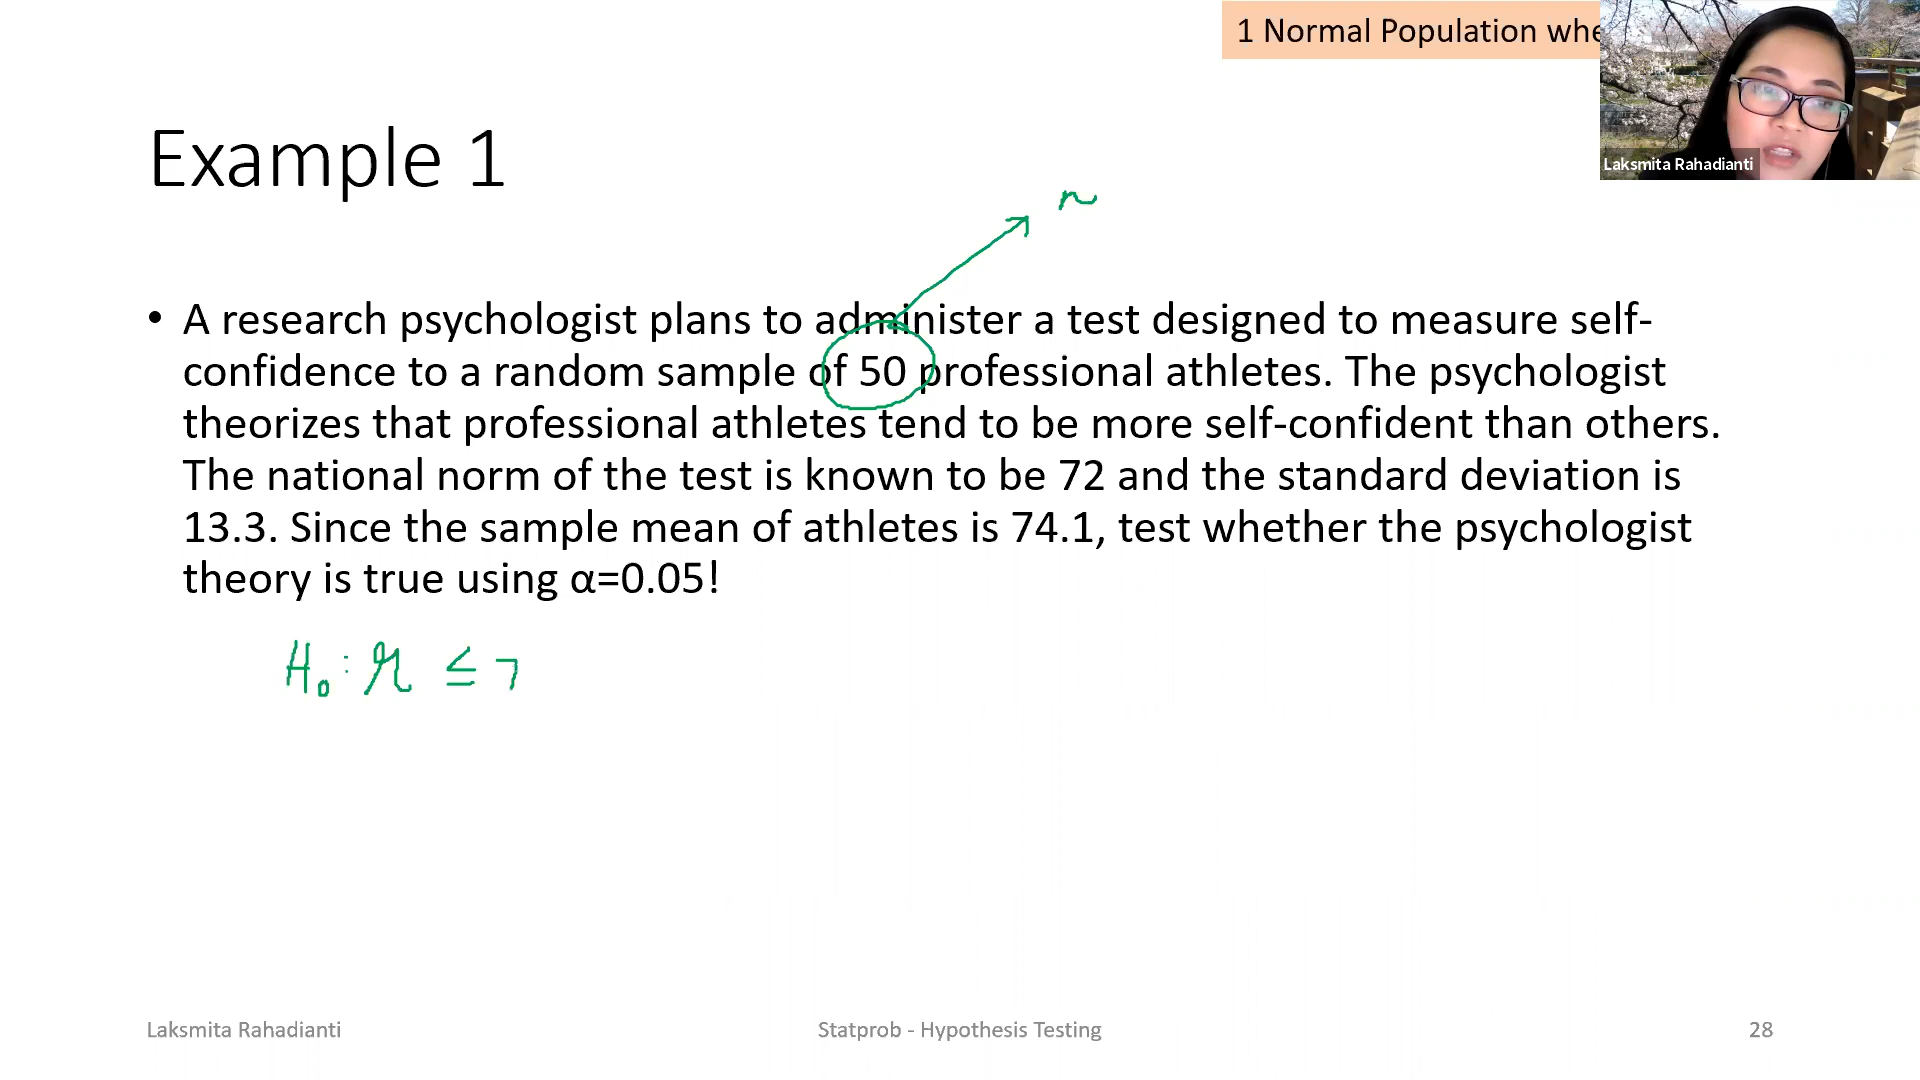 1 Normal Population whe
Laksmita Rahadianti
Example 1
n
• A research psychologist plans to administer a test designed to measure self-
confidence to a random sample of 50 professional athletes. The psychologist
theorizes that professional athletes tend to be more self-confident than others.
The national norm of the test is known to be 72 and the standard deviation is
13.3. Since the sample mean of athletes is 74.1, test whether the psychologist
theory is true using α=0.05!
H₀ : μ ≤ 7
Laksmita Rahadianti
Statprob - Hypothesis Testing
28